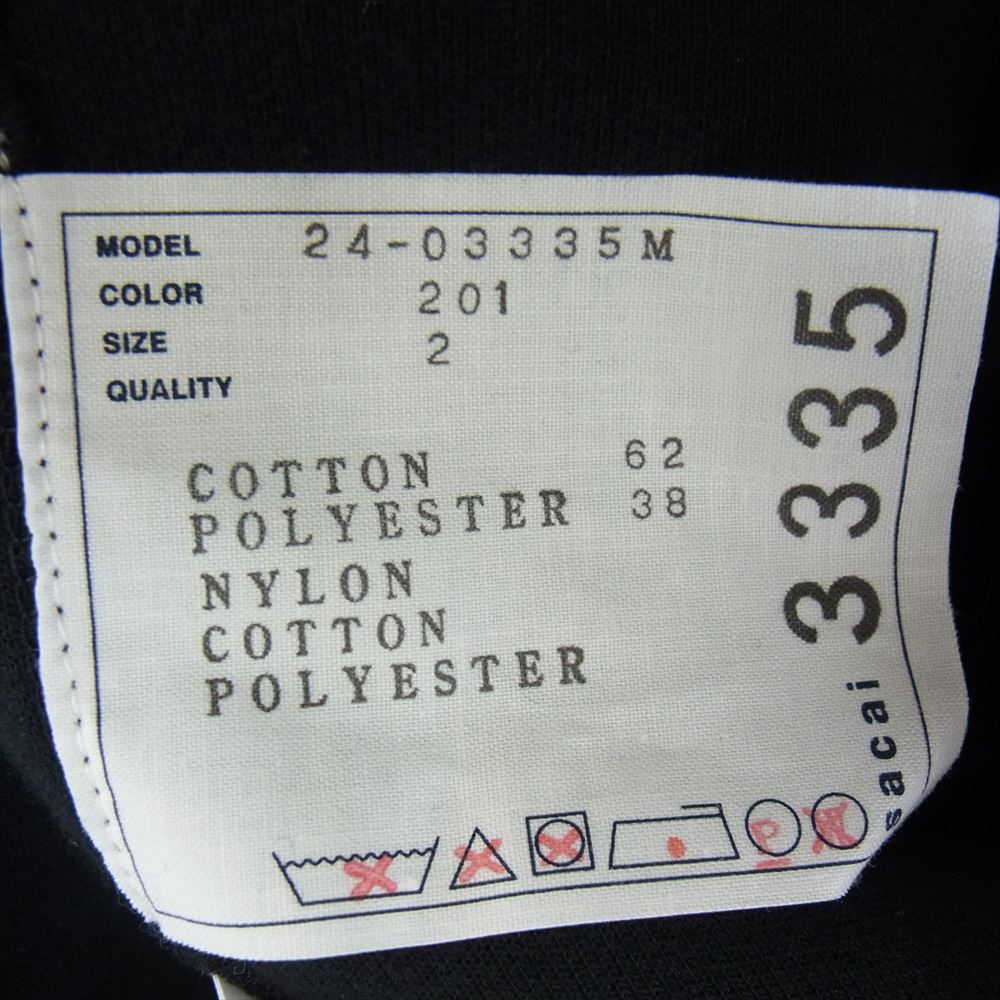 MODEL 24-03335M
COLOR 201
SIZE 2
QUALITY
COTTON 62
POLYESTER 38
NYLON
COTTON
POLYESTER
P
sacai 3335